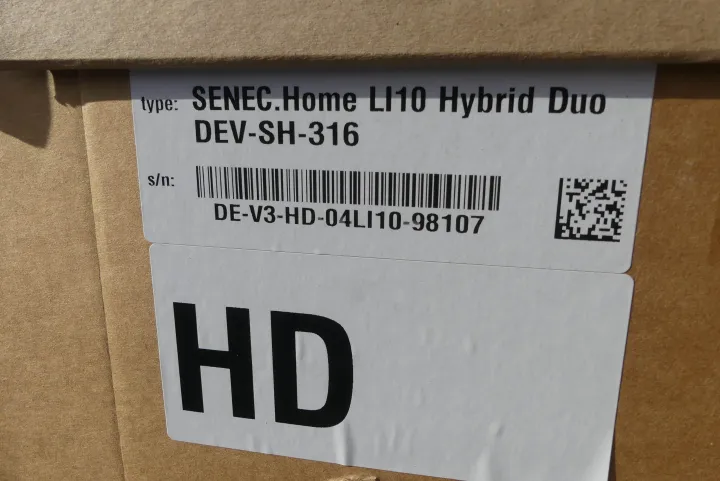 type: SENEC.Home LI10 Hybrid Duo
DEV-SH-316
s/n:
DE-V3-HD-04LI10-98107
HD